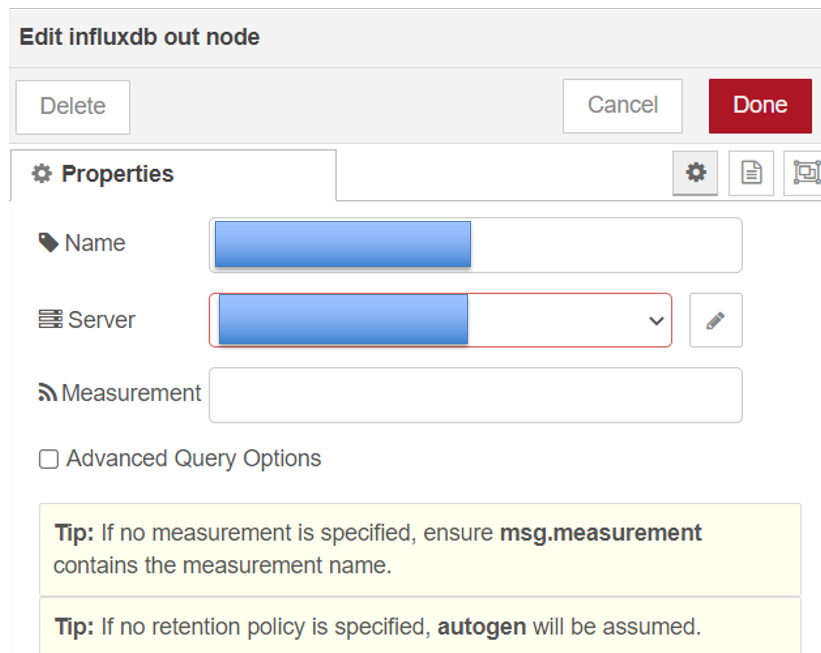 Edit influxdb out node
Delete
Cancel
Done
Properties
Name
Server
Measurement
Advanced Query Options
Tip: If no measurement is specified, ensure msg.measurement
contains the measurement name.
Tip: If no retention policy is specified, autogen will be assumed.